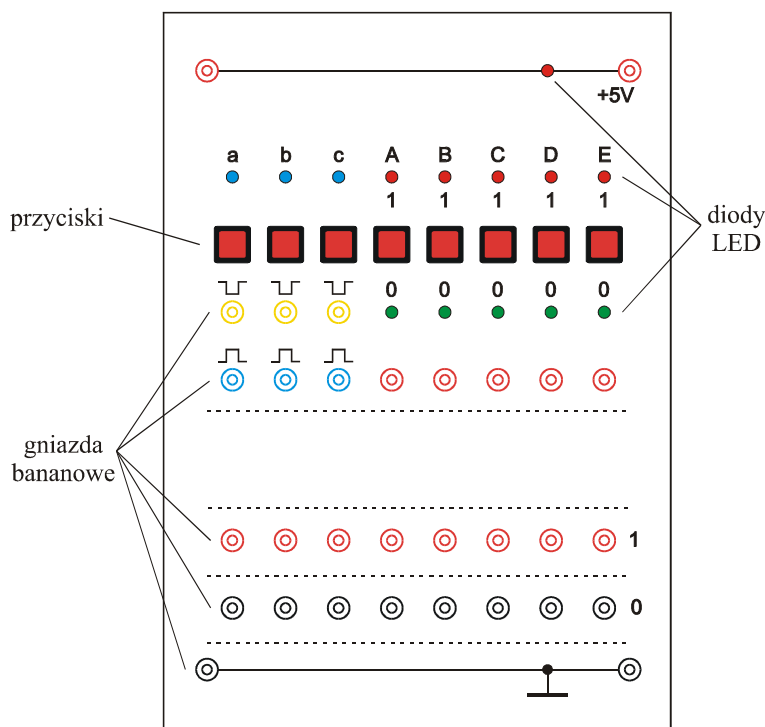 +5V
a b c A B C D E
1 1 1 1 1
przyciski
diody
LED
0 0 0 0 0
gniazda
bananowe
1
0